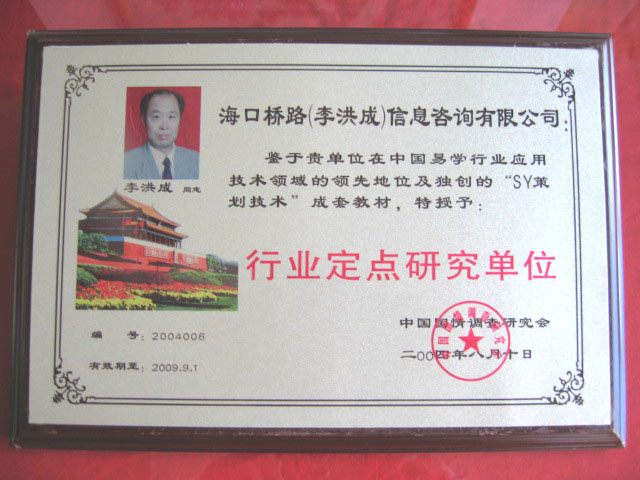 海口桥路(李洪成)信息咨询有限公司：
李洪成 同志
鉴于贵单位在中国易学行业应用
技术领域的领先地位及独创的“SY策
划技术”成套教材，特授予：
行业定点研究单位
中国国情调查研究会
二00四年八月十日
编 号：2004006
有效期至：2009.9.1